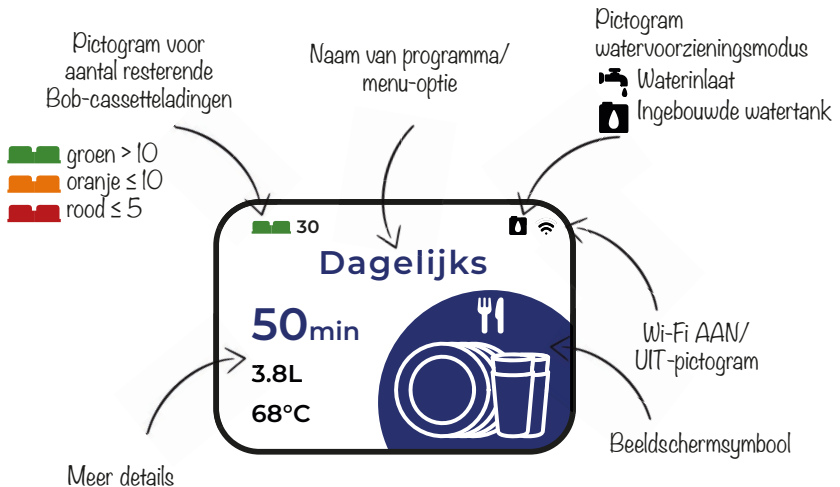 Pictogram voor
aantal resterende
Bob-cassetteladingen
groen > 10
oranje ≤ 10
rood ≤ 5
Naam van programma/
menu-optie
Pictogram
watervoorzieningsmodus
Waterinlaat
Ingebouwde watertank
30
Dagelijks
50min
3.8L
68°C
Wi-Fi AAN/
UIT-pictogram
Beeldschermsymbool
Meer details